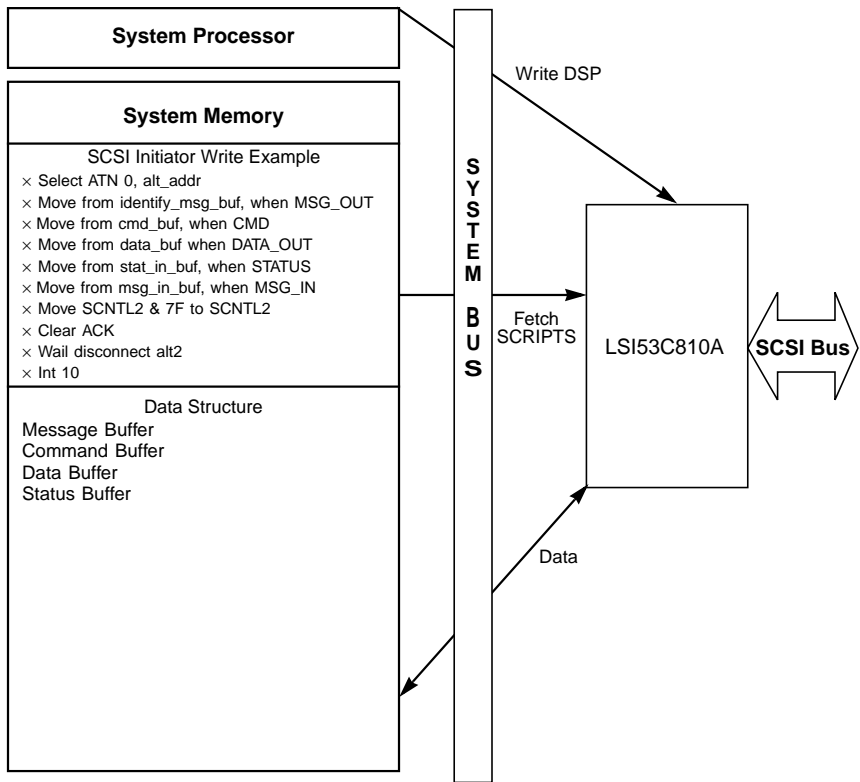 System Processor
System Memory
SCSI Initiator Write Example
× Select ATN 0, alt_addr
× Move from identify_msg_buf, when MSG_OUT
× Move from cmd_buf, when CMD
× Move from data_buf when DATA_OUT
× Move from stat_in_buf, when STATUS
× Move from msg_in_buf, when MSG_IN
× Move SCNTL2 & 7F to SCNTL2
× Clear ACK
× Wail disconnect alt2
× Int 10
Data Structure
Message Buffer
Command Buffer
Data Buffer
Status Buffer
SYSTEM BUS
Write DSP
Fetch
SCRIPTS
Data
LSI53C810A
SCSI Bus